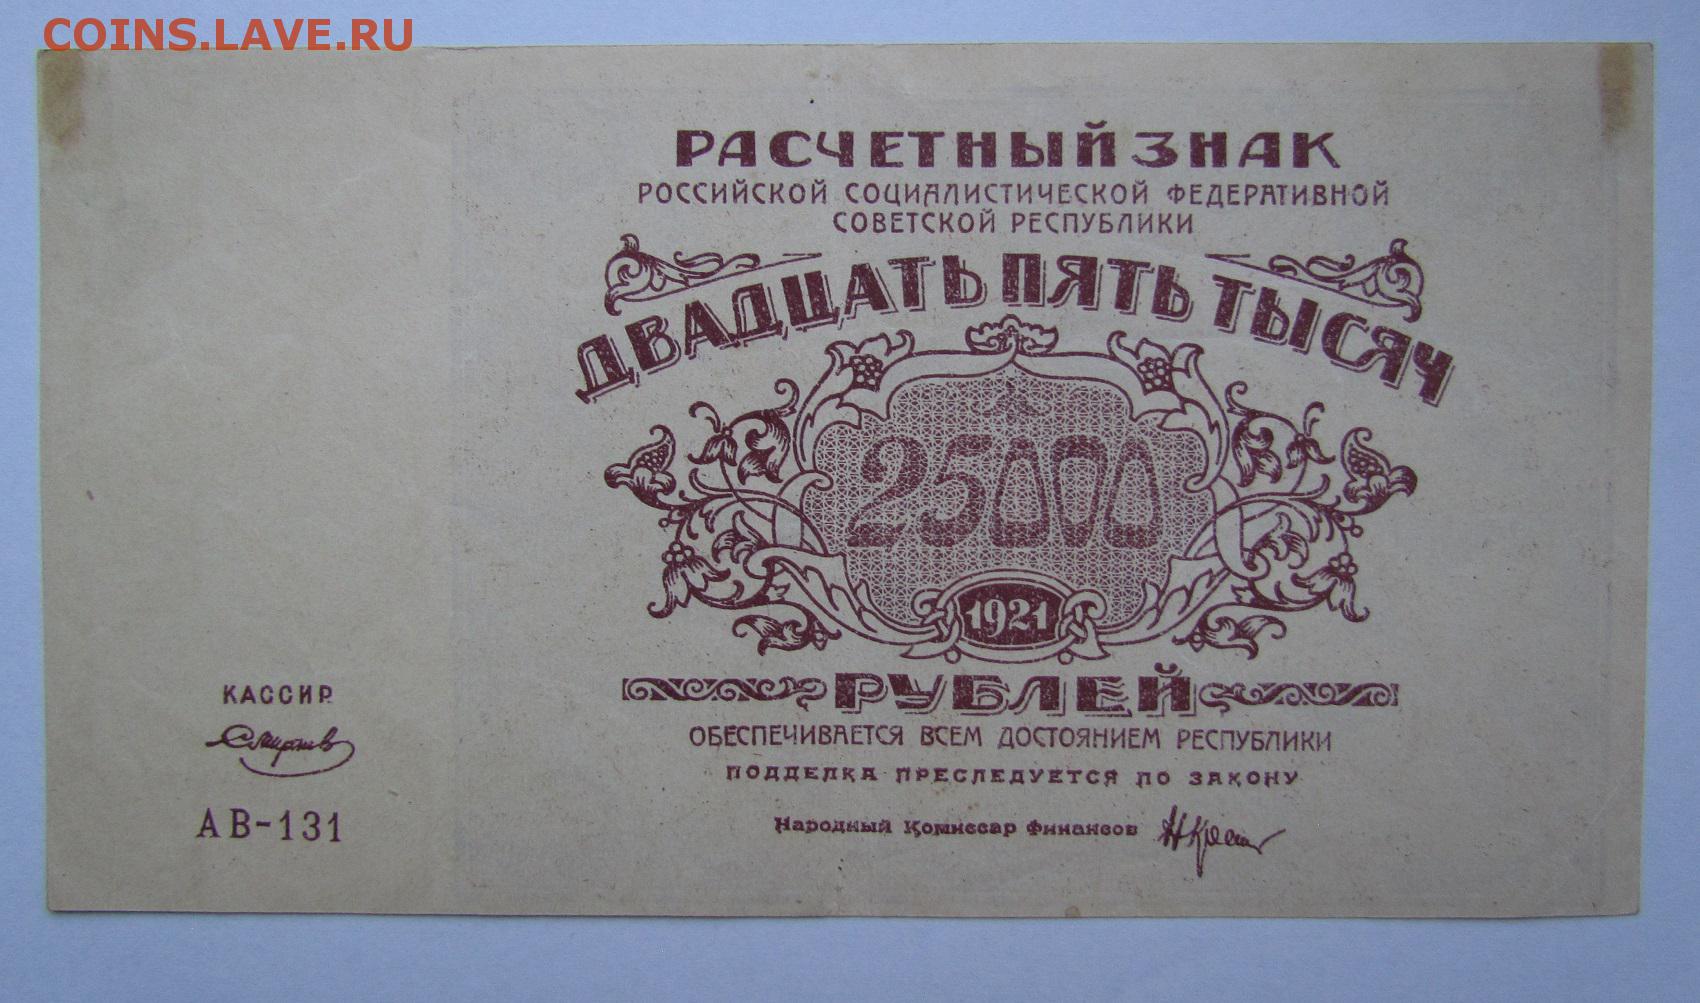 COINS.LAVE.RU
РАСЧЕТНЫЙ ЗНАК
РОССИЙСКОЙ СОЦИАЛИСТИЧЕСКОЙ ФЕДЕРАТИВНОЙ
СОВЕТСКОЙ РЕСПУБЛИКИ
ДВАДЦАТЬ ПЯТЬ ТЫСЯЧ
25000
1921
РУБЛЕЙ
ОБЕСПЕЧИВАЕТСЯ ВСЕМ ДОСТОЯНИЕМ РЕСПУБЛИКИ
ПОДДЕЛКА ПРЕСЛЕДУЕТСЯ ПО ЗАКОНУ
Народный Комиссар Финансов
КАССИР
Смирнов
АВ-131